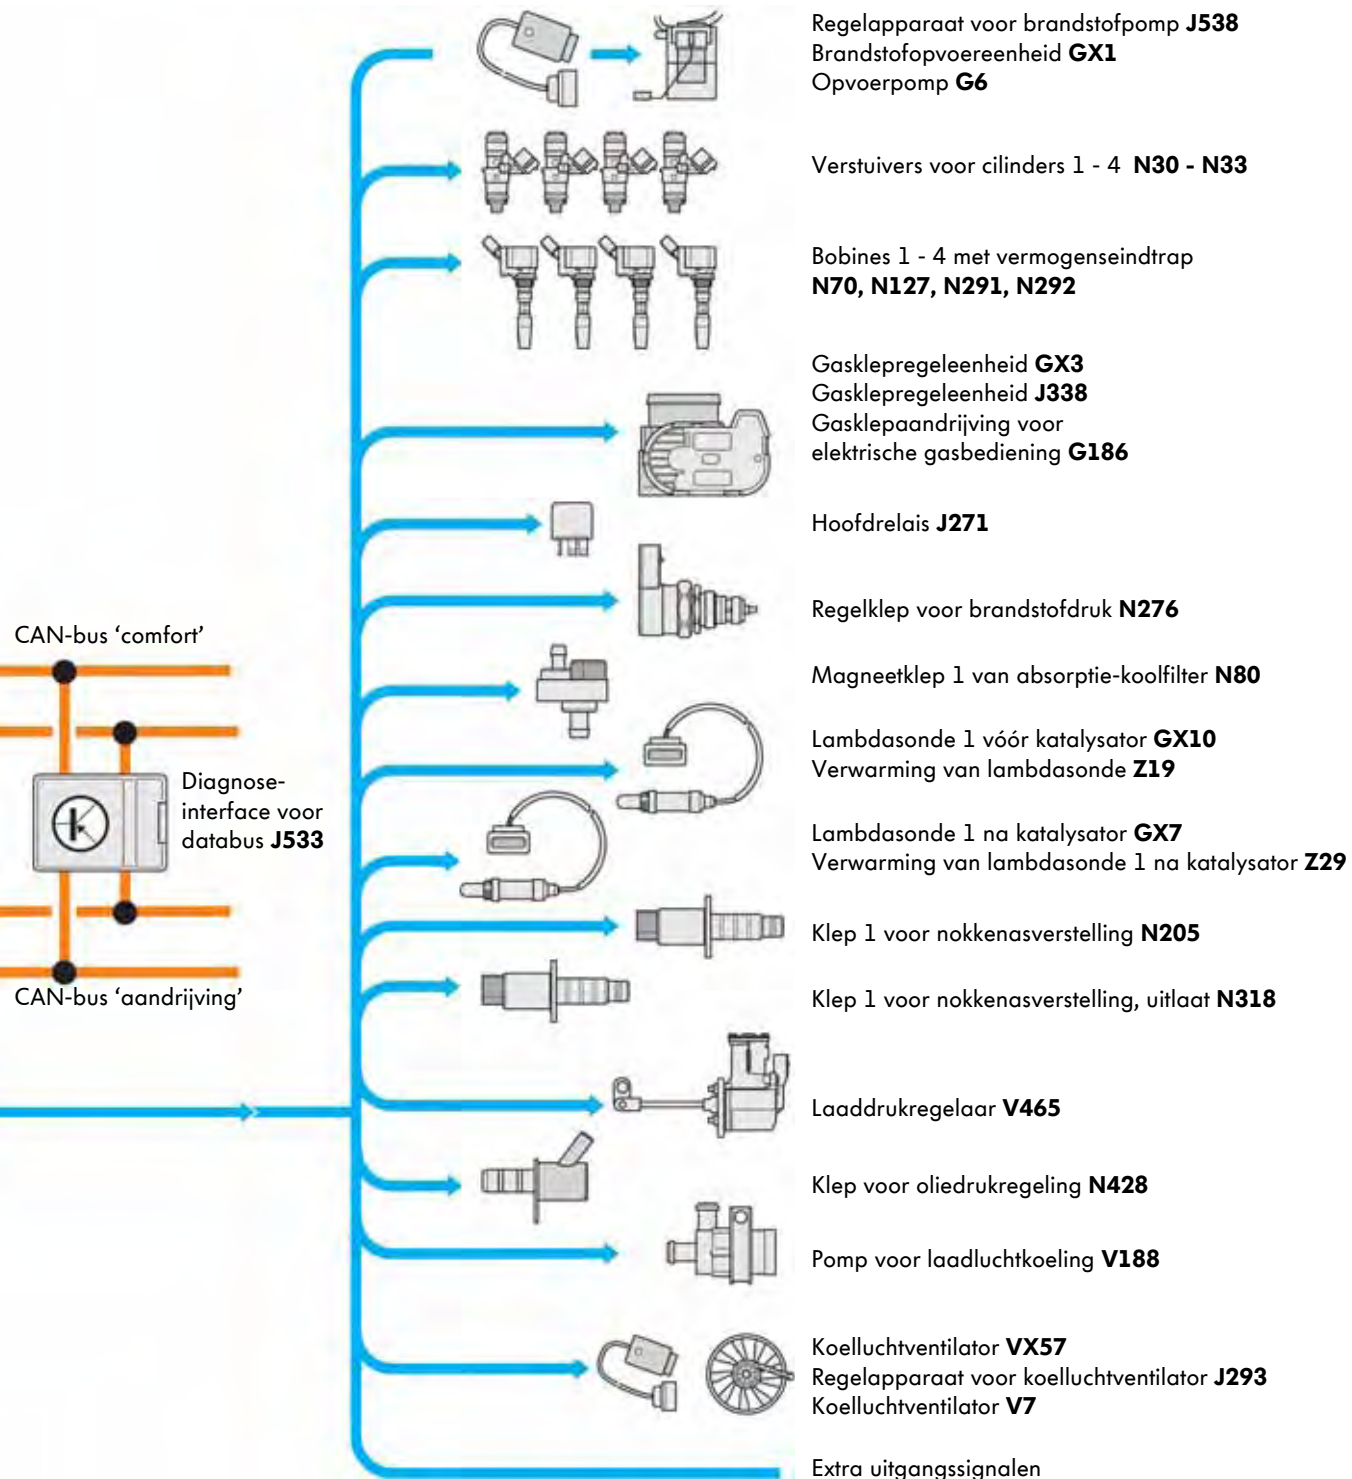 Regelapparaat voor brandstofpomp J538
Brandstofopvoereenheid GX1
Opvoerpomp G6
Verstuivers voor cilinders 1 - 4 N30 - N33
Bobines 1 - 4 met vermogenseindtrap
N70, N127, N291, N292
Gasklepregeleenheid GX3
Gasklepregeleenheid J338
Gasklepaandrijving voor
elektrische gasbediening G186
Hoofdrelais J271
Regelklep voor brandstofdruk N276
CAN-bus ‘comfort’
Magneetklep 1 van absorptie-koolfilter N80
Lambdasonde 1 vóór katalysator GX10
Verwarming van lambdasonde Z19
Diagnose-
interface voor
databus J533
Lambdasonde 1 na katalysator GX7
Verwarming van lambdasonde 1 na katalysator Z29
Klep 1 voor nokkenasverstelling N205
CAN-bus ‘aandrijving’
Klep 1 voor nokkenasverstelling, uitlaat N318
Laaddrukregelaar V465
Klep voor oliedrukregeling N428
Pomp voor laadluchtkoeling V188
Koelluchtventilator VX57
Regelapparaat voor koelluchtventilator J293
Koelluchtventilator V7
Extra uitgangssignalen